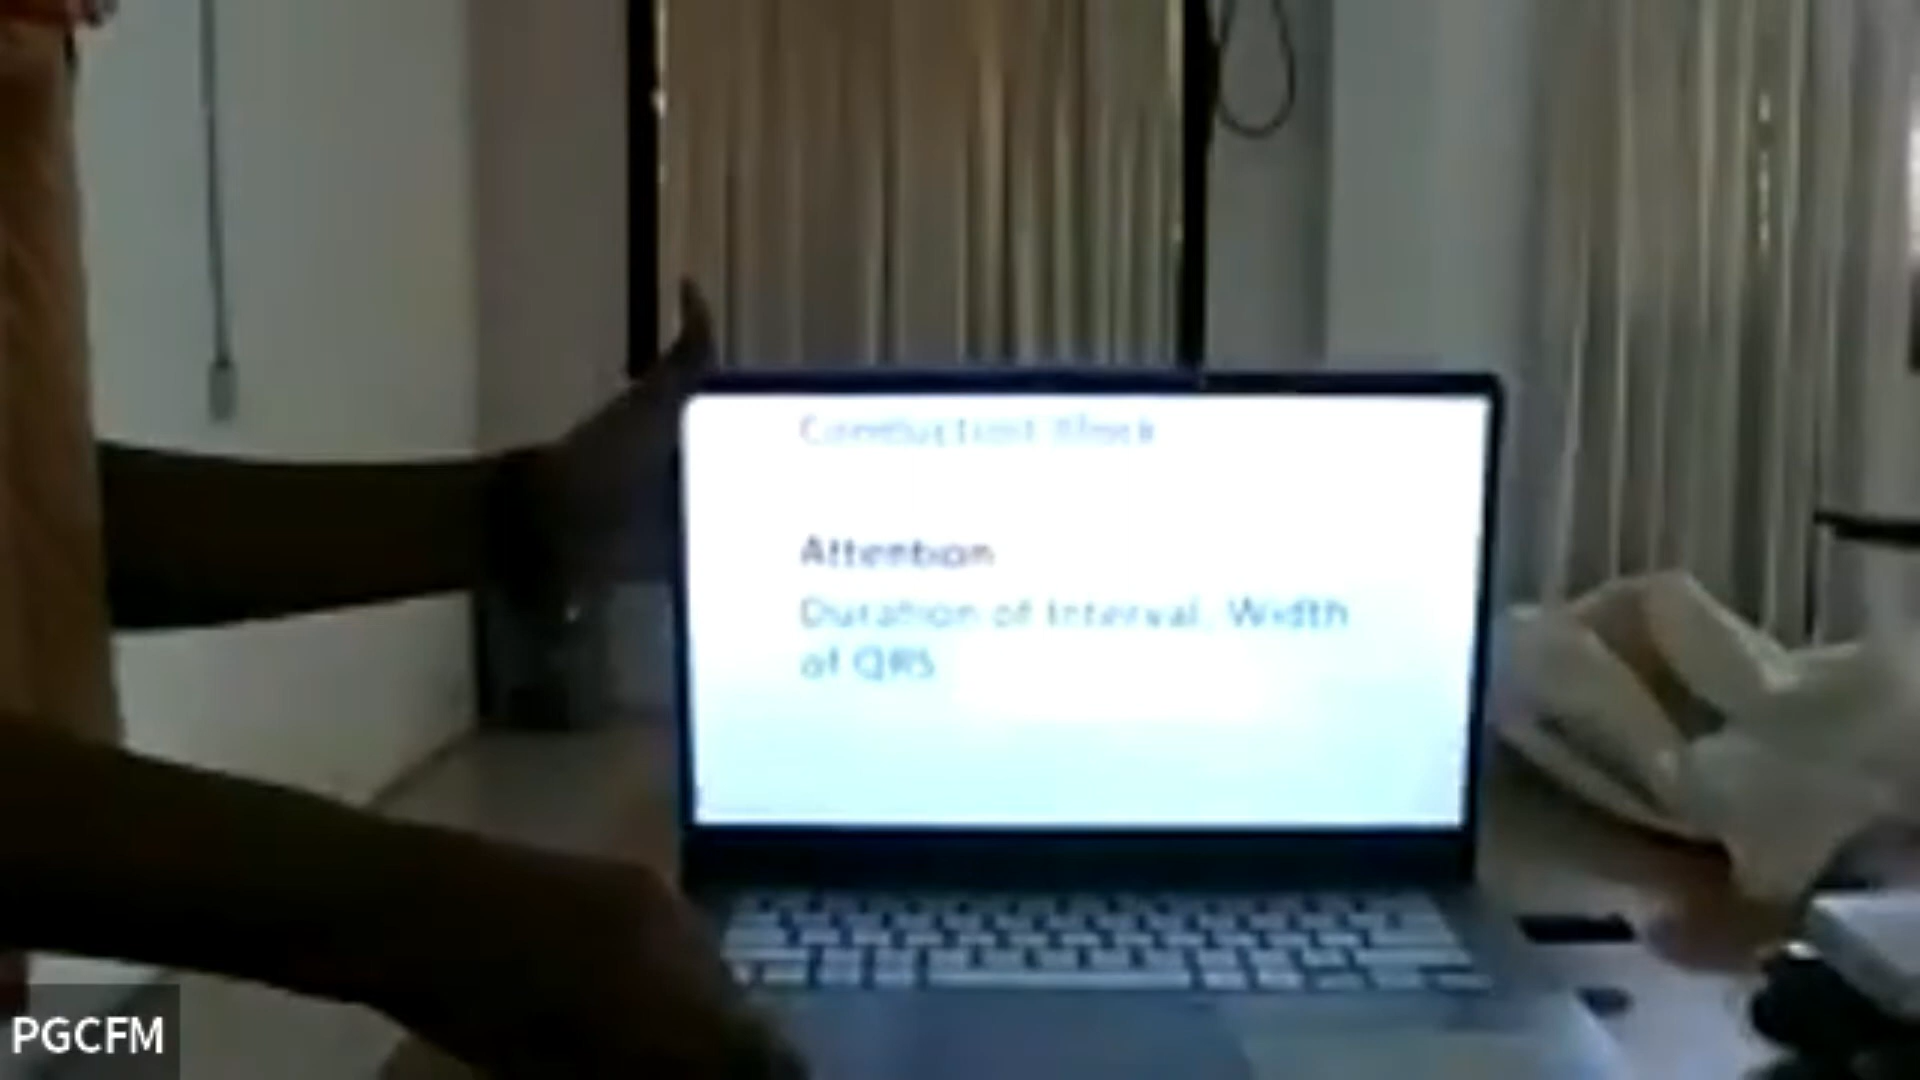 Conduction Block
Attention
Duration of Interval, Width
of QRS
PGCFM